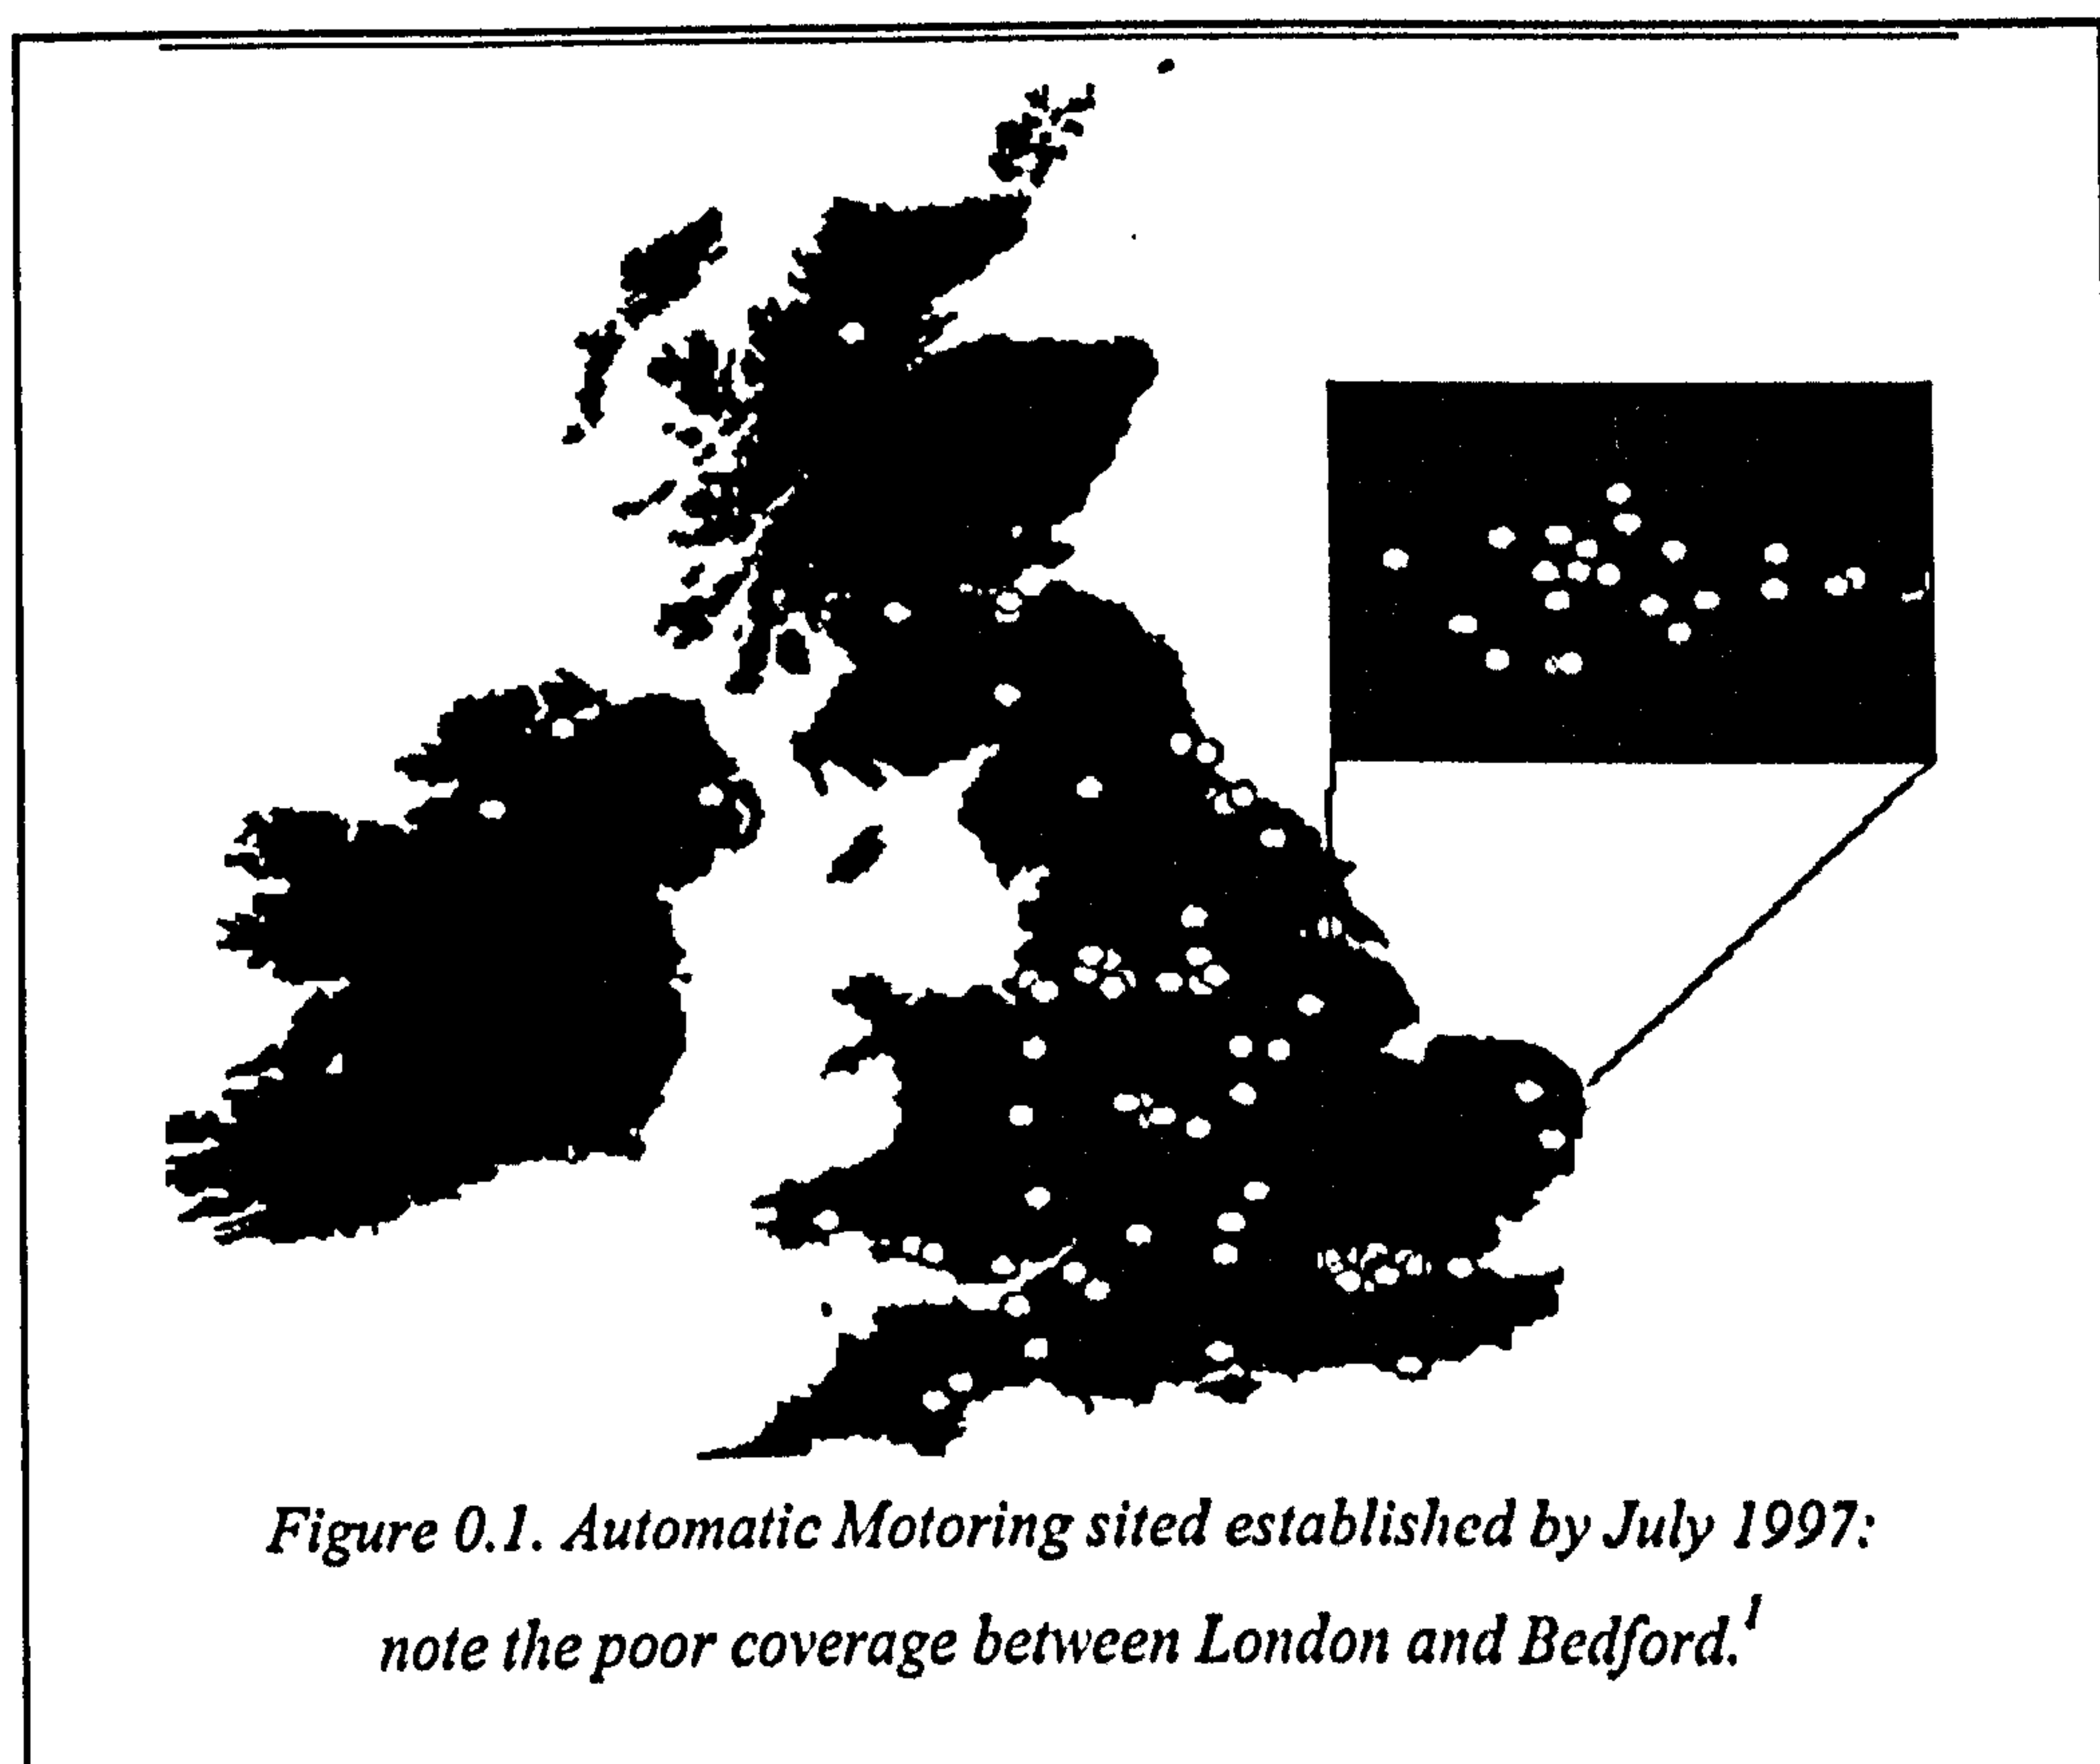 Figure 0.1. Automatic Motoring sited established by July 1997:
note the poor coverage between London and Bedford.¹